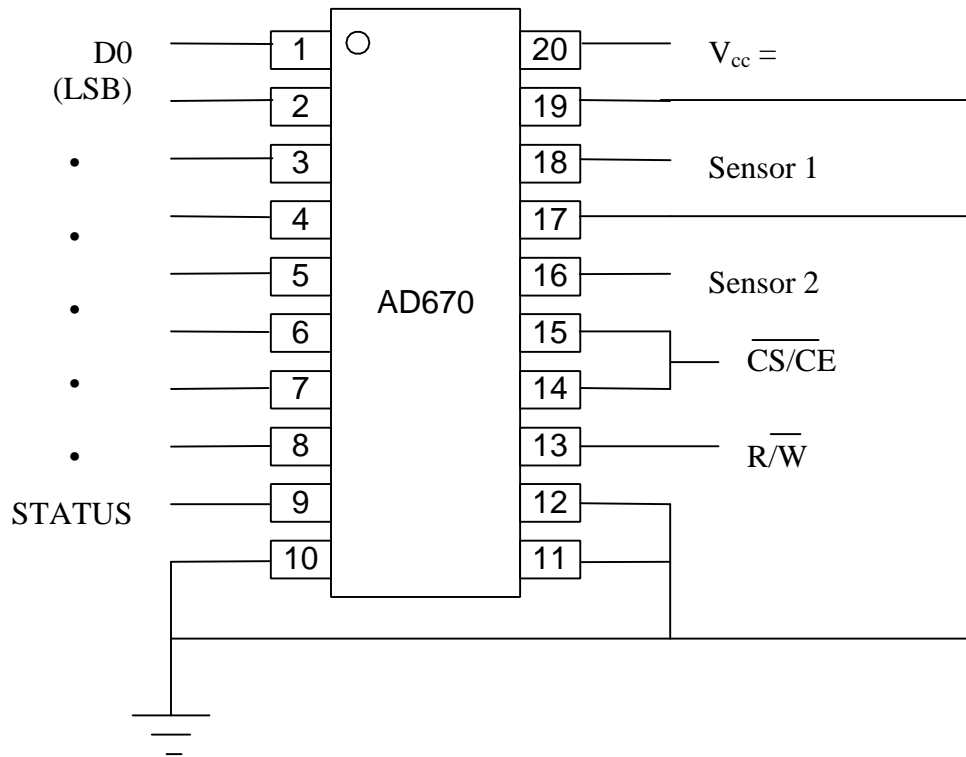 D0
(LSB)
•
•
•
•
•
STATUS
1
2
3
4
5
6
7
8
9
10
AD670
20
19
18
17
16
15
14
13
12
11
Vcc =
Sensor 1
Sensor 2
CS/CE
R/W